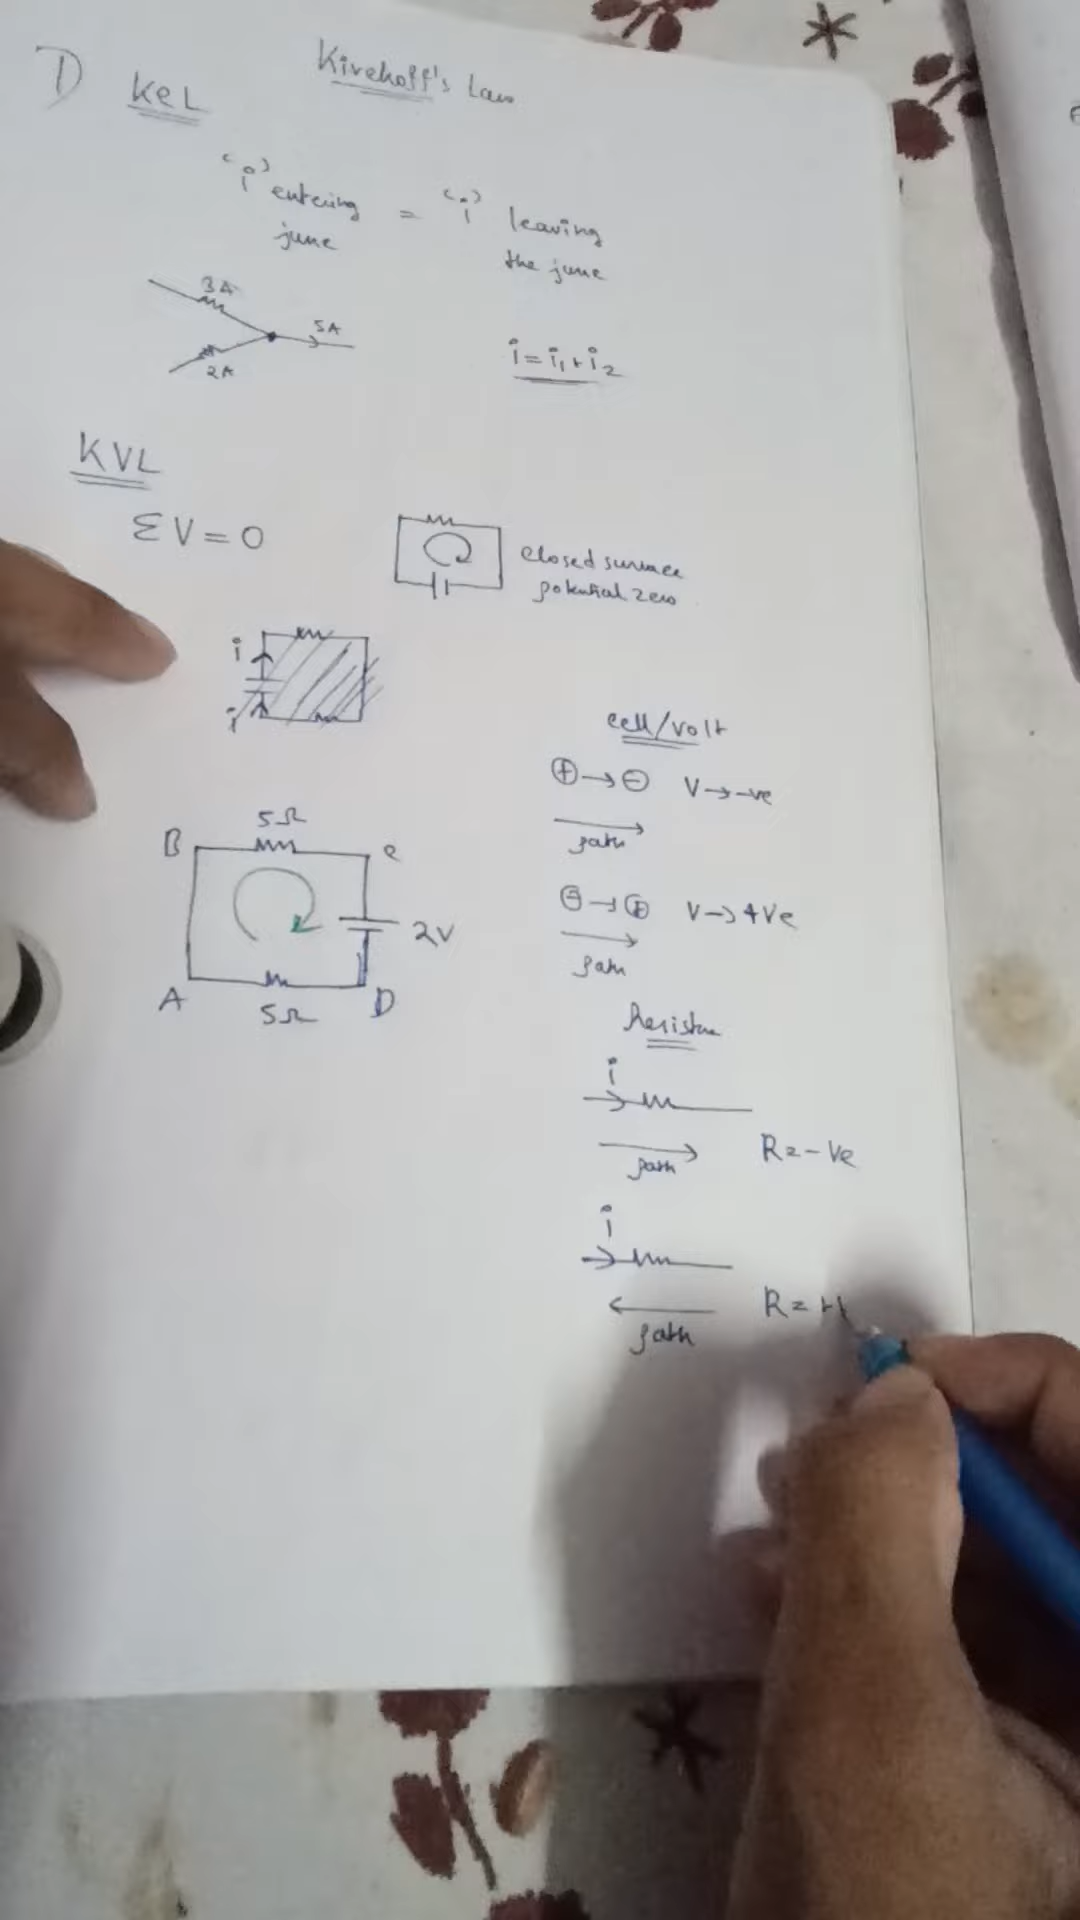 Kirchoff's Law
1) KCL
"i" entering junc = "i" leaving the junc
3A
5A
2A
i = i₁ + i₂
KVL
ΣV = 0
closed surface
potential zero
i
i
cell/volt
⊕→⊖ V→-ve
path
⊖→⊕ V→+ve
path
5Ω
B
C
2V
A
5Ω
D
i
path
R = -ve
i
path
R = +